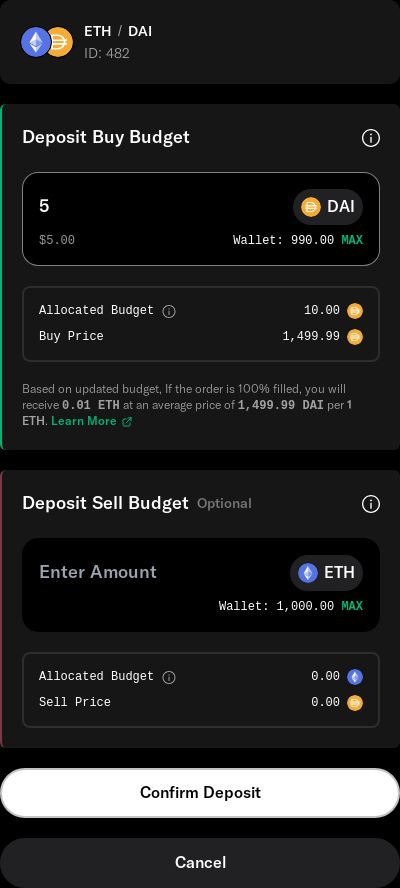 ETH / DAI
ID: 482
Deposit Buy Budget
5
DAI
$5.00
Wallet: 990.00 MAX
Allocated Budget
10.00
Buy Price
1,499.99
Based on updated budget, If the order is 100% filled, you will
receive 0.01 ETH at an average price of 1,499.99 DAI per 1
ETH. Learn More
Deposit Sell Budget Optional
Enter Amount
ETH
Wallet: 1,000.00 MAX
Allocated Budget
0.00
Sell Price
0.00
Confirm Deposit
Cancel